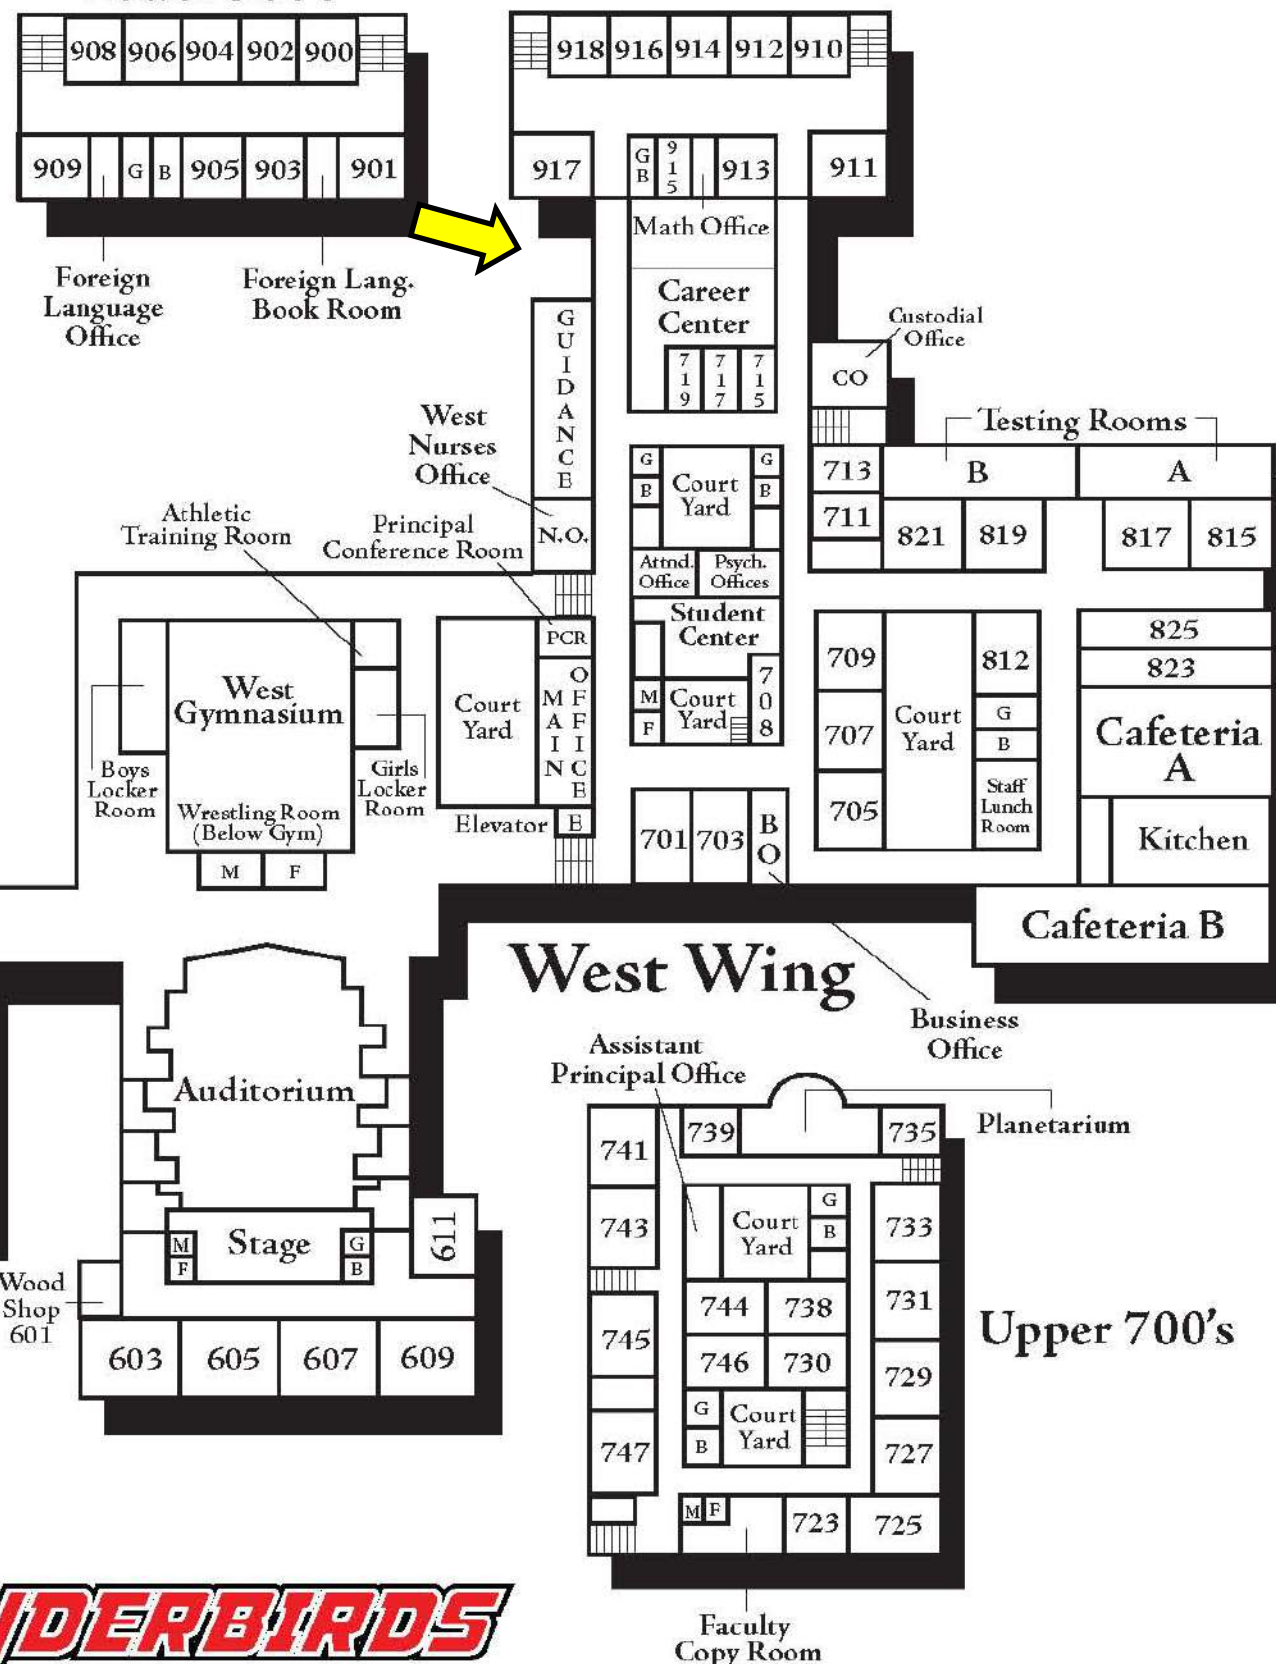 908 906 904 902 900
918 916 914 912 910
909 G B 905 903 901
917 G B 915 913 911
Math Office
Foreign
Language
Office
Foreign Lang.
Book Room
Career
Center
719 717 715
GUIDANCE
Custodial
Office
CO
West
Nurses
Office
N.O.
Testing Rooms
B A
713
711
821 819 817 815
G
B
Court
Yard
G
B
Athletic
Training Room
Principal
Conference Room
Attnd.
Office
Psych.
Offices
Student
Center
PCR
MAIN
OFFICE
Court
Yard
M
F
Court
Yard
708
709
707
705
Court
Yard
812
G
B
Staff
Lunch
Room
825
823
Cafeteria
A
Kitchen
Cafeteria B
West
Gymnasium
Boys
Locker
Room
Girls
Locker
Room
Wrestling Room
(Below Gym)
M F
Elevator E
701 703 BO
West Wing
Business
Office
Auditorium
Stage
M
F
G
B
611
Wood
Shop
601
603 605 607 609
Assistant
Principal Office
Planetarium
741 739 735
743
Court
Yard
G
B
733
745
744 738
731
746 730
729
747
G
B
Court
Yard
727
M F
723 725
Upper 700's
Faculty
Copy Room
DERBIRDS